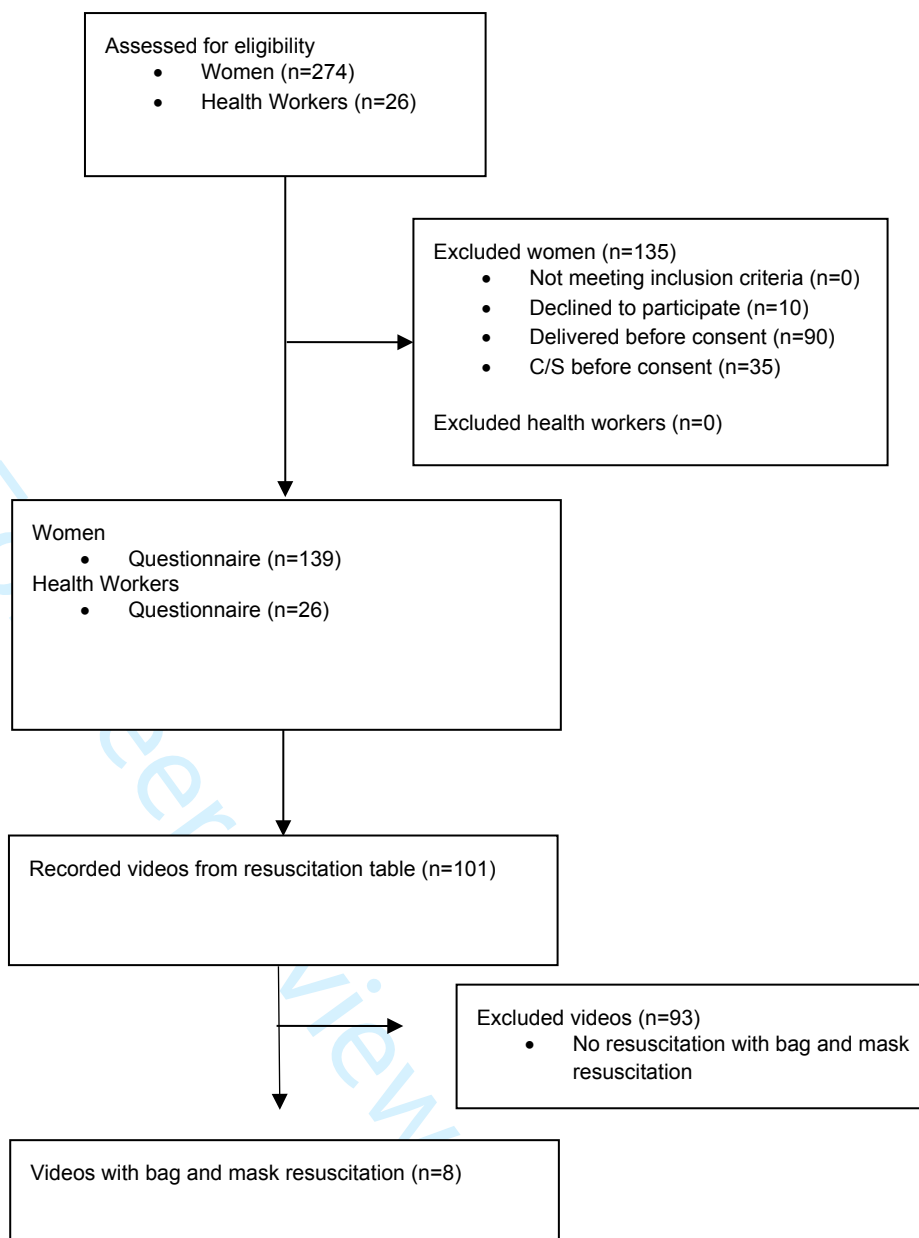 Assessed for eligibility
• Women (n=274)
• Health Workers (n=26)
Excluded women (n=135)
• Not meeting inclusion criteria (n=0)
• Declined to participate (n=10)
• Delivered before consent (n=90)
• C/S before consent (n=35)
Excluded health workers (n=0)
Women
• Questionnaire (n=139)
Health Workers
• Questionnaire (n=26)
Recorded videos from resuscitation table (n=101)
Excluded videos (n=93)
• No resuscitation with bag and mask
resuscitation
Videos with bag and mask resuscitation (n=8)